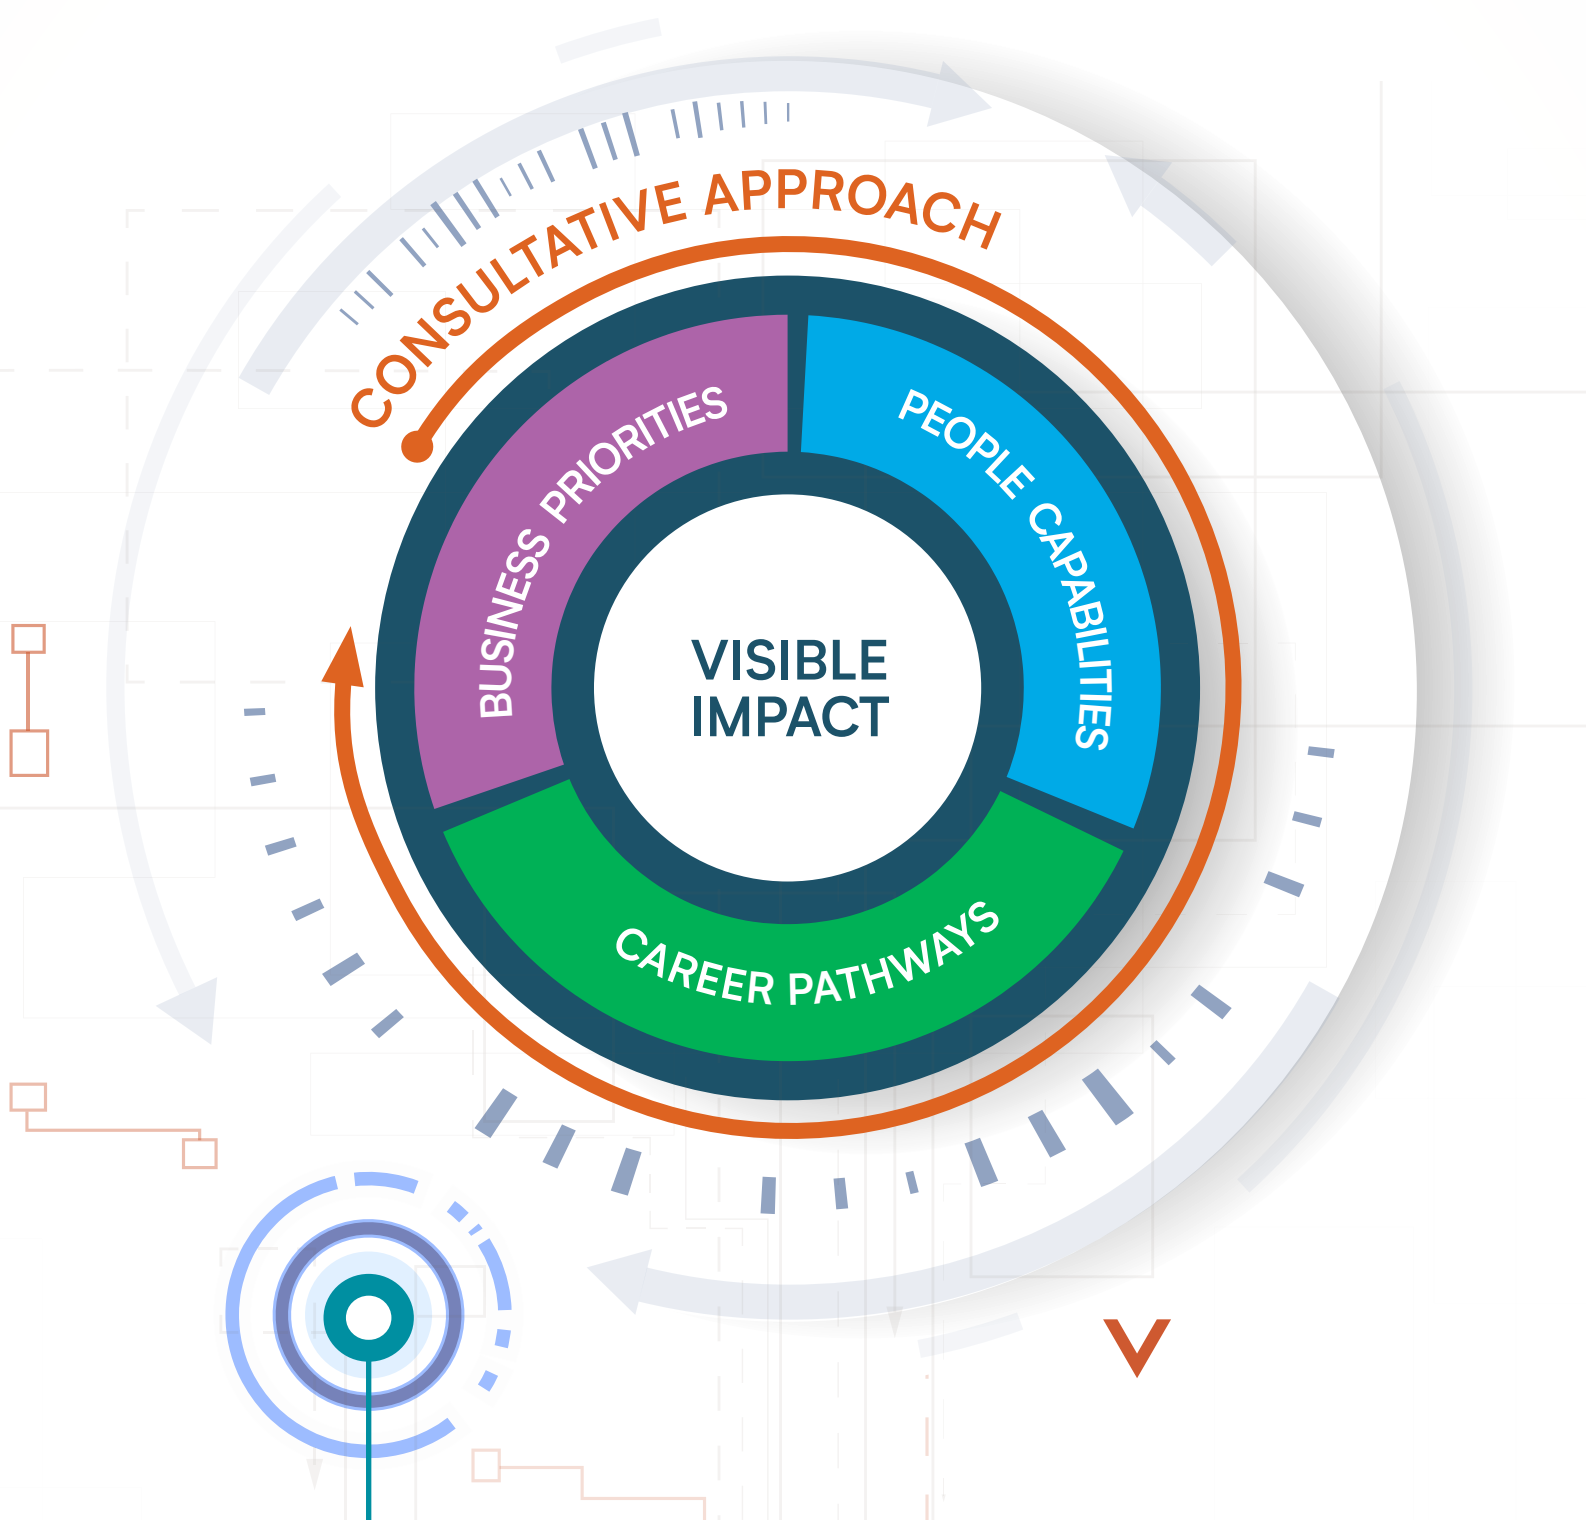 CONSULTATIVE APPROACH
BUSINESS PRIORITIES
PEOPLE CAPABILITIES
VISIBLE
IMPACT
CAREER PATHWAYS